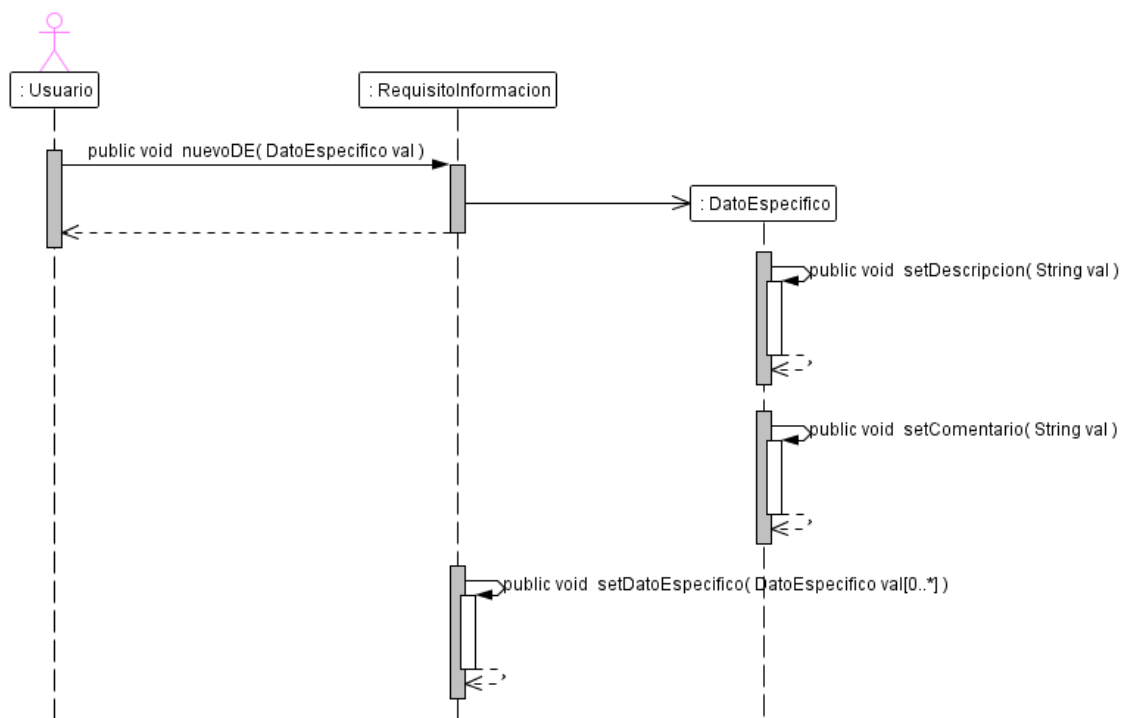 : Usuario
: RequisitoInformacion
public void nuevoDE( DatoEspecifico val )
: DatoEspecifico
public void setDescripcion( String val )
public void setComentario( String val )
public void setDatoEspecifico( DatoEspecifico val[0..*] )